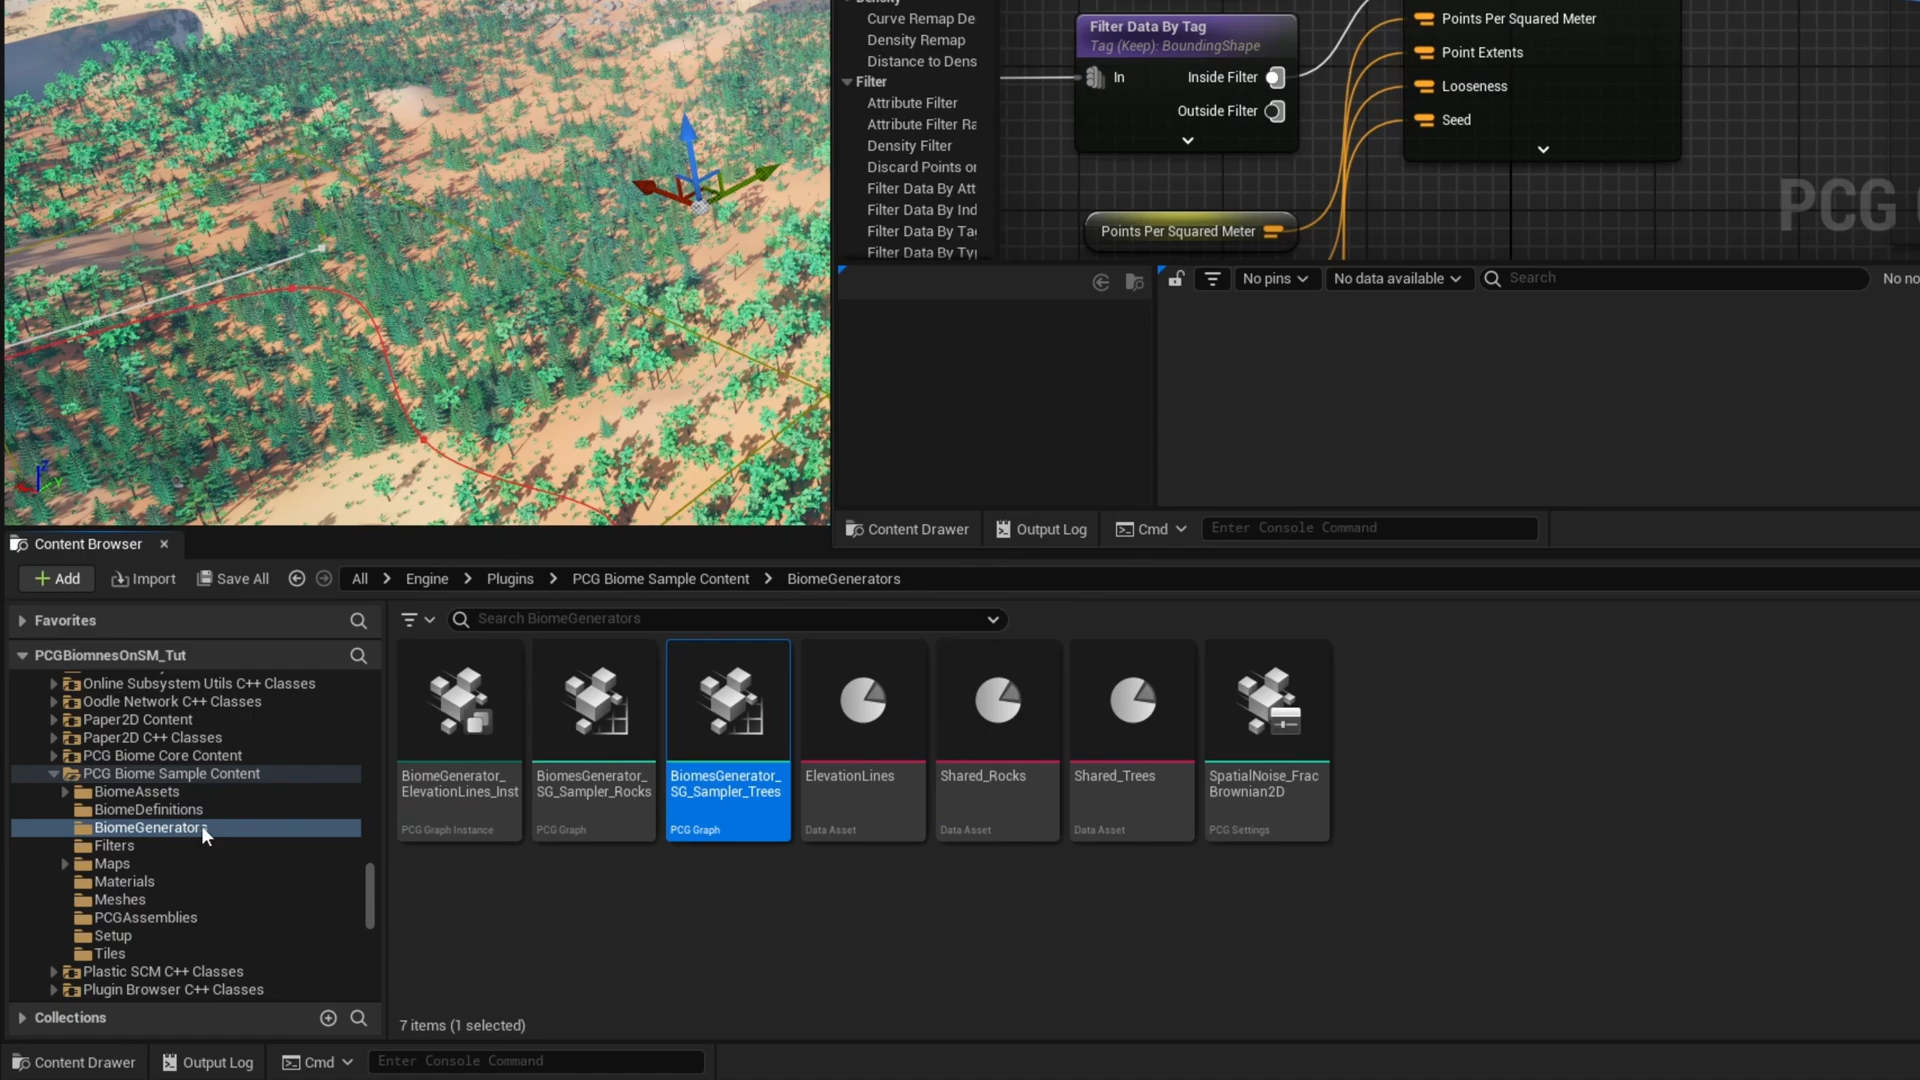 Density
Curve Remap De
Density Remap
Distance to Dens
Filter
Attribute Filter
Attribute Filter Ra
Density Filter
Discard Points on
Filter Data By Att
Filter Data By Ind
Filter Data By Tag
Filter Data By Typ
Filter Data By Tag
Tag (Keep): BoundingShape
In
Inside Filter
Outside Filter
Points Per Squared Meter
Points Per Squared Meter
Point Extents
Looseness
Seed
PCG
No pins
No data available
Search
No no
Content Drawer
Output Log
Cmd
Enter Console Command
Content Browser
Add
Import
Save All
All
Engine
Plugins
PCG Biome Sample Content
BiomeGenerators
Favorites
PCGBiomnesOnSM_Tut
Online Subsystem Utils C++ Classes
Oodle Network C++ Classes
Paper2D Content
Paper2D C++ Classes
PCG Biome Core Content
PCG Biome Sample Content
BiomeAssets
BiomeDefinitions
BiomeGenerators
Filters
Maps
Materials
Meshes
PCGAssemblies
Setup
Tiles
Plastic SCM C++ Classes
Plugin Browser C++ Classes
Collections
Search BiomeGenerators
BiomeGenerator_
ElevationLines_Inst
PCG Graph Instance
BiomesGenerator_
SG_Sampler_Rocks
PCG Graph
BiomesGenerator_
SG_Sampler_Trees
PCG Graph
ElevationLines
Data Asset
Shared_Rocks
Data Asset
Shared_Trees
Data Asset
SpatialNoise_Frac
Brownian2D
PCG Settings
7 items (1 selected)
Content Drawer
Output Log
Cmd
Enter Console Command